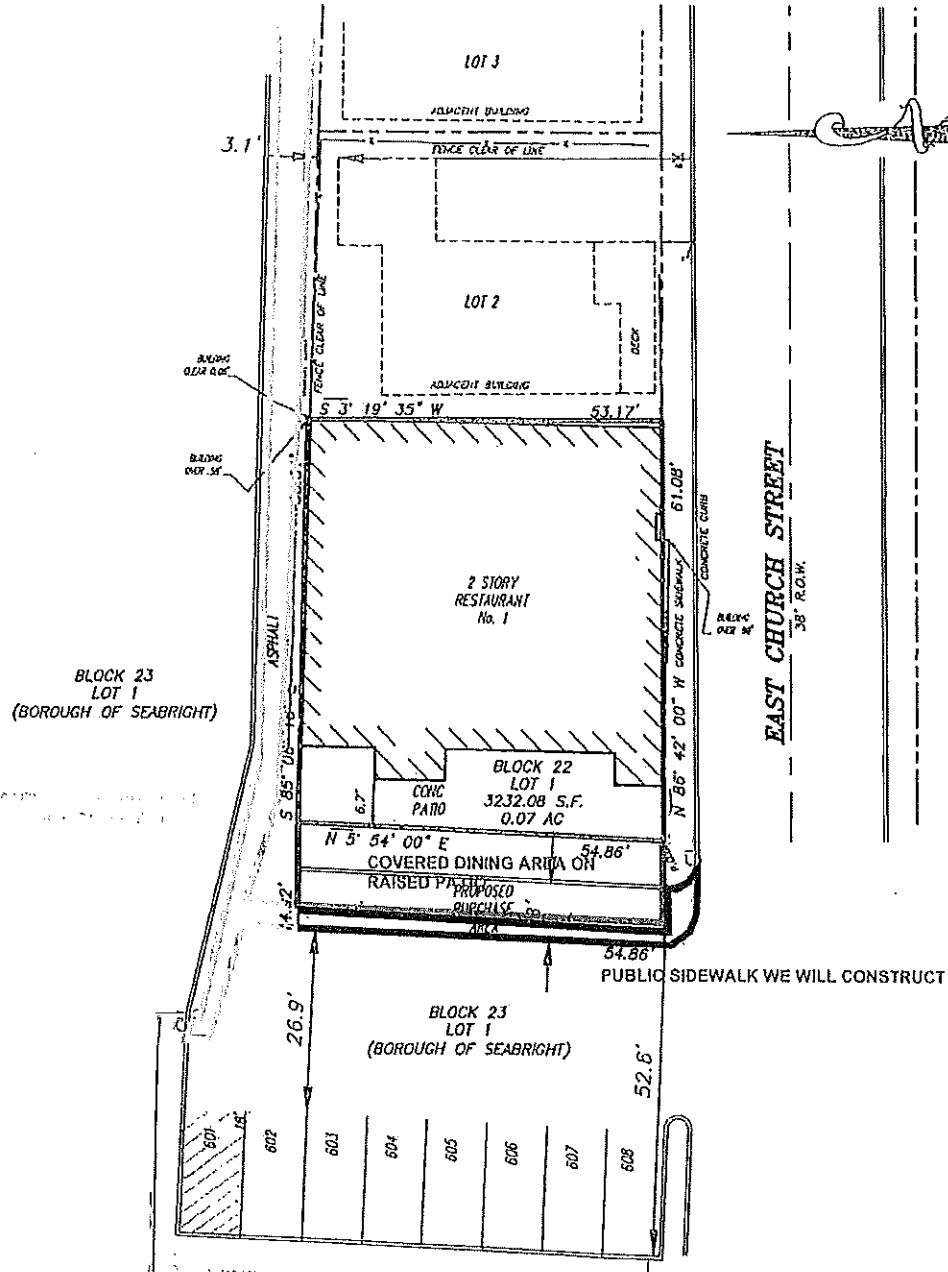 LOT 3
ADJACENT BUILDING
3.1'
FENCE CLEAR OF LINE
FENCE CLEAR OF LINE
LOT 2
DECK
ADJACENT BUILDING
BUILDING
CLEAR 0.05'
S 3° 19' 35" W
53.17'
BUILDING
61.08'
CONCRETE CURB
EAST CHURCH STREET
38' R.O.W.
2 STORY
RESTAURANT
No. 1
CONCRETE SIDEWALK
BUILDING
ASPHALT
BLOCK 23
LOT 1
(BOROUGH OF SEABRIGHT)
N 86° 42' 00" W
S 85°
BLOCK 22
LOT 1
3232.08 S.F.
0.07 AC
CONC
PATIO
6.7'
N 5° 54' 00" E
54.86'
COVERED DINING AREA ON
RAISED PATIO
PROPOSED
PURCHASE
AREA
54.86'
PUBLIC SIDEWALK WE WILL CONSTRUCT
26.9'
BLOCK 23
LOT 1
(BOROUGH OF SEABRIGHT)
52.6'
18'
601
602
603
604
605
606
607
608